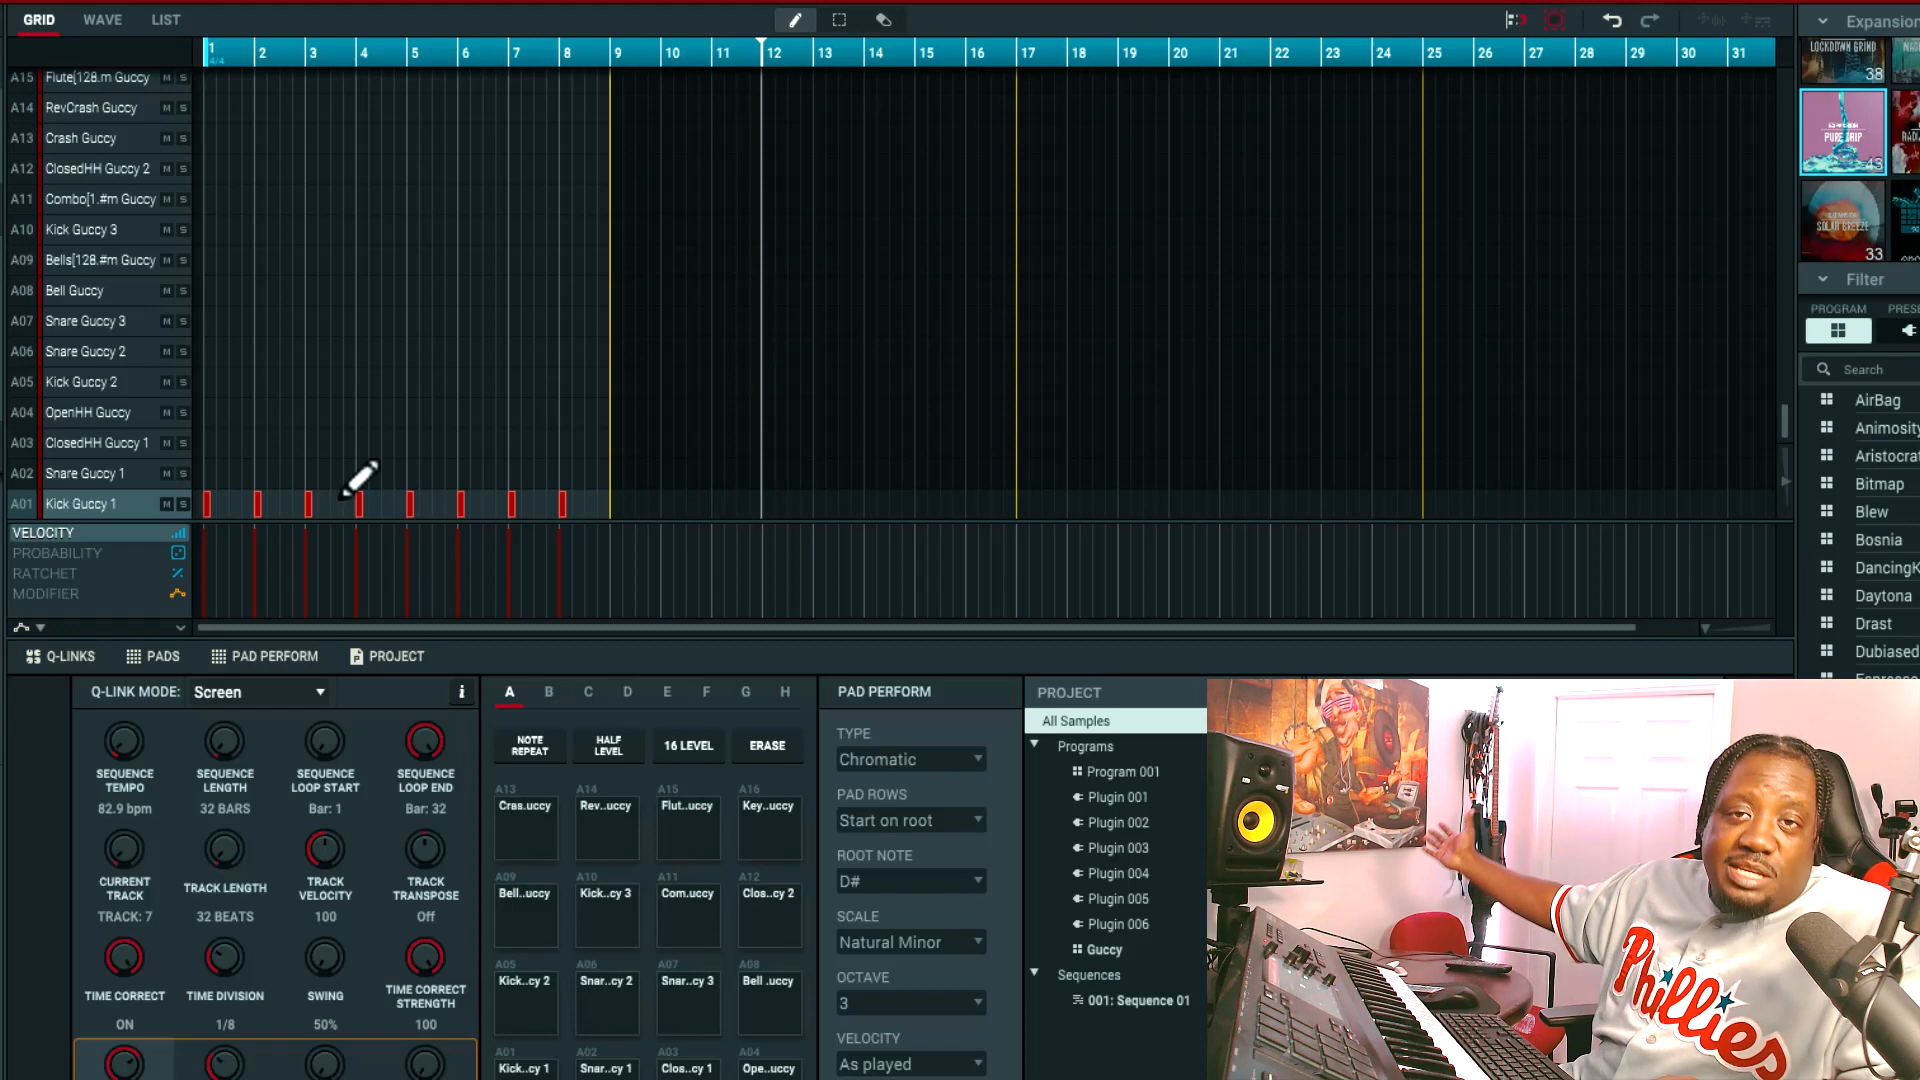 GRID WAVE LIST
1 2 3 4 5 6 7 8 9 10 11 12 13 14 15 16 17 18 19 20 21 22 23 24 25 26 27 28 29 30 31
4/4
A15 Flute[128.m Guccy M S
A14 RevCrash Guccy M S
A13 Crash Guccy M S
A12 ClosedHH Guccy 2 M S
A11 Combo[1.#m Guccy M S
A10 Kick Guccy 3 M S
A09 Bells[128.#m Guccy M S
A08 Bell Guccy M S
A07 Snare Guccy 3 M S
A06 Snare Guccy 2 M S
A05 Kick Guccy 2 M S
A04 OpenHH Guccy M S
A03 ClosedHH Guccy 1 M S
A02 Snare Guccy 1 M S
A01 Kick Guccy 1 M S
VELOCITY
PROBABILITY
RATCHET
MODIFIER
Expansion
LOCKDOWN GRIND
38
PURE DRIP
43
SOLAR BREEZE
33
Filter
PROGRAM PRESE
Search
AirBag
Animosity
Aristocrat
Bitmap
Blew
Bosnia
DancingK
Daytona
Drast
Dubiased
Q-LINKS PADS PAD PERFORM PROJECT
Q-LINK MODE: Screen i
SEQUENCE TEMPO
82.9 bpm
SEQUENCE LENGTH
32 BARS
SEQUENCE LOOP START
Bar: 1
SEQUENCE LOOP END
Bar: 32
CURRENT TRACK
TRACK: 7
TRACK LENGTH
32 BEATS
TRACK VELOCITY
100
TRACK TRANSPOSE
Off
TIME CORRECT
ON
TIME DIVISION
1/8
SWING
50%
TIME CORRECT STRENGTH
100
A B C D E F G H
NOTE REPEAT
HALF LEVEL
16 LEVEL
ERASE
A13 A14 A15 A16
Cras.uccy Rev..uccy Flut..uccy Key..uccy
A09 A10 A11 A12
Bell..uccy Kick..cy 3 Com.uccy Clos..cy 2
A05 A06 A07 A08
Kick..cy 2 Snar..cy 2 Snar..cy 3 Bell .uccy
A01 A02 A03 A04
Kick..cy 1 Snar..cy 1 Clos..cy 1 Ope..uccy
PAD PERFORM
TYPE
Chromatic
PAD ROWS
Start on root
ROOT NOTE
D#
SCALE
Natural Minor
OCTAVE
3
VELOCITY
As played
PROJECT
All Samples
Programs
Program 001
Plugin 001
Plugin 002
Plugin 003
Plugin 004
Plugin 005
Plugin 006
Guccy
Sequences
001: Sequence 01
Phillies